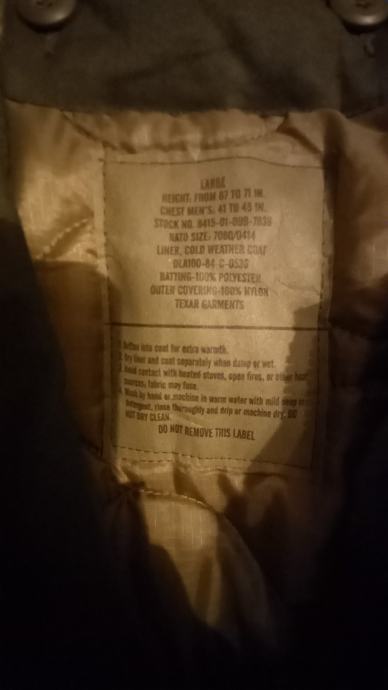 LARGE
HEIGHT: FROM 67 TO 71 IN.
CHEST MEN'S: 41 TO 45 IN.
STOCK NO. 8415-01-099-7839
NATO SIZE: 7080/0414
LINER, COLD WEATHER COAT
DLA100-84-C-0530
BATTING-100% POLYESTER
OUTER COVERING-100% NYLON
TEXAR GARMENTS
1. Button into coat for extra warmth.
2. Dry liner and coat separately when damp or wet.
3. Avoid contact with heated stoves, open fires, or other heat
sources, fabric may fuse.
4. Wash by hand or machine in warm water with mild soap or
detergent, rinse thoroughly and drip or machine dry. DO
NOT DRY CLEAN.
DO NOT REMOVE THIS LABEL